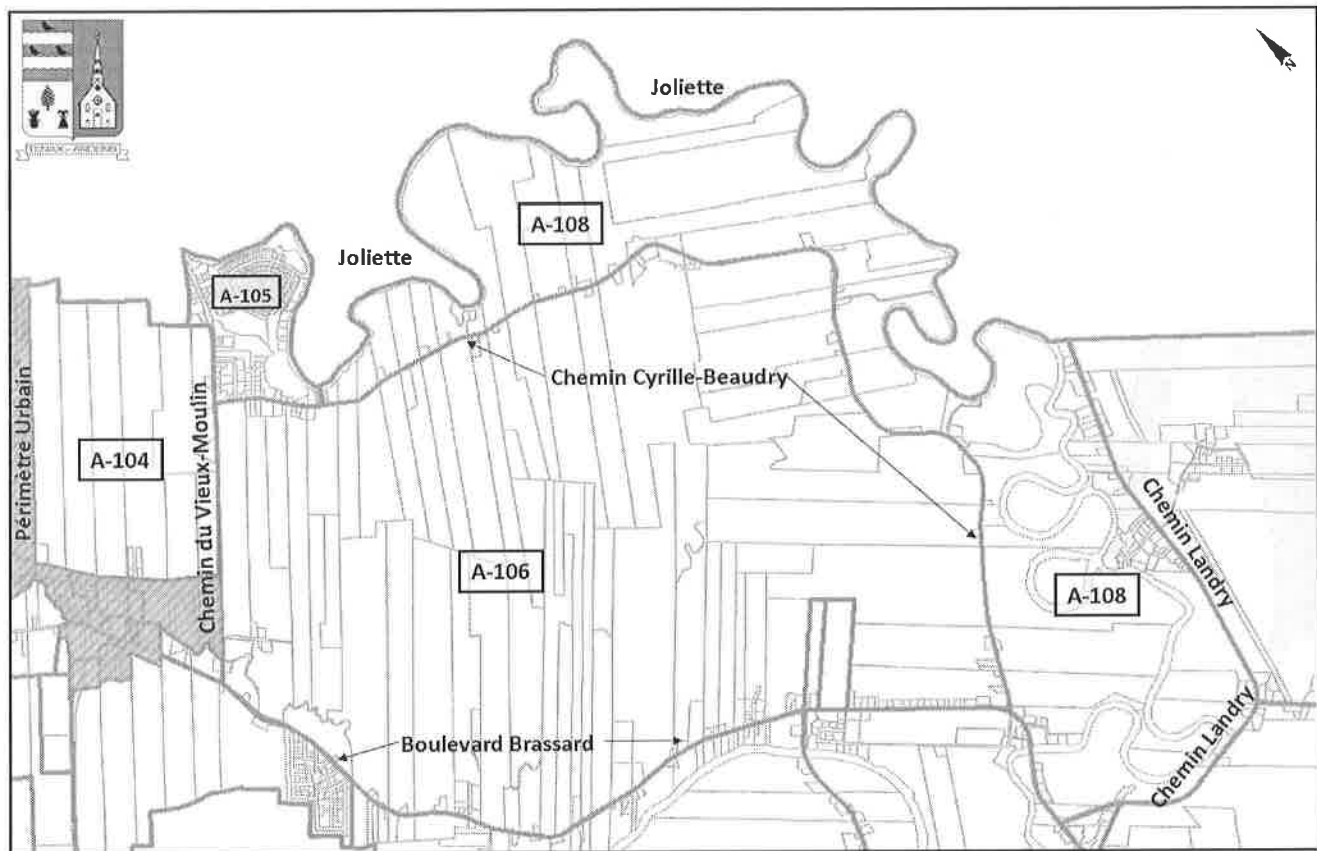 Joliette
N
A-108
Joliette
A-105
Chemin Cyrille-Beaudry
Périmètre Urbain
A-104
Chemin du Vieux-Moulin
A-106
Chemin Landry
A-108
Boulevard Brassard
Chemin Landry